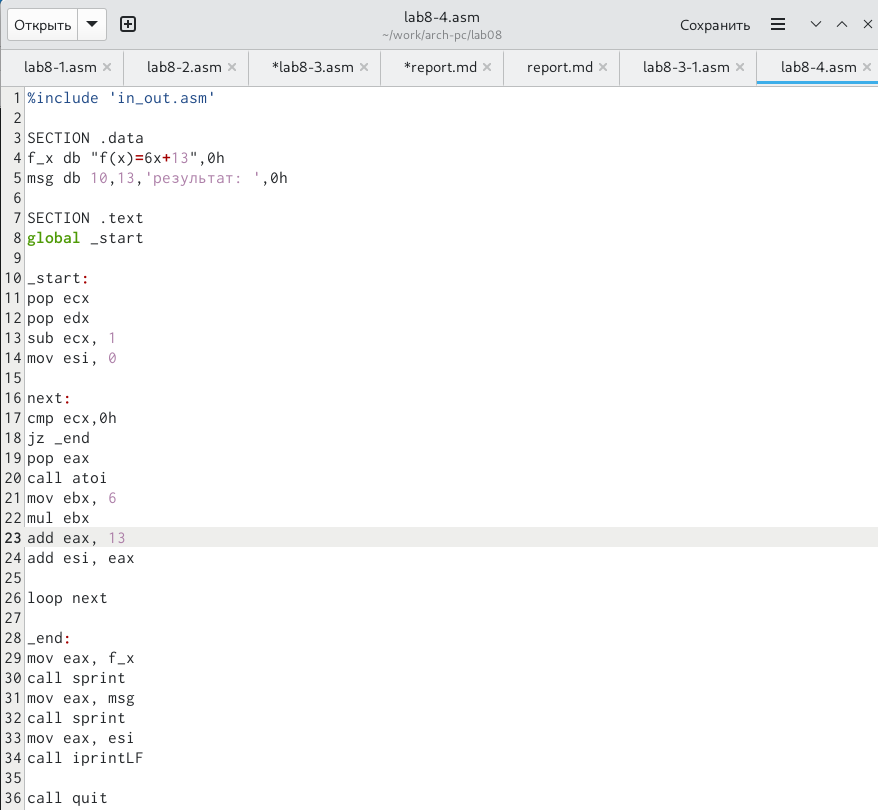 Открыть
lab8-4.asm
~/work/arch-pc/lab08
Сохранить
lab8-1.asm × lab8-2.asm × *lab8-3.asm × *report.md × report.md × lab8-3-1.asm × lab8-4.asm ×
1 %include 'in_out.asm'
2
3 SECTION .data
4 f_x db "f(x)=6x+13",0h
5 msg db 10,13,'результат: ',0h
6
7 SECTION .text
8 global _start
9
10 _start:
11 pop ecx
12 pop edx
13 sub ecx, 1
14 mov esi, 0
15
16 next:
17 cmp ecx,0h
18 jz _end
19 pop eax
20 call atoi
21 mov ebx, 6
22 mul ebx
23 add eax, 13
24 add esi, eax
25
26 loop next
27
28 _end:
29 mov eax, f_x
30 call sprint
31 mov eax, msg
32 call sprint
33 mov eax, esi
34 call iprintLF
35
36 call quit